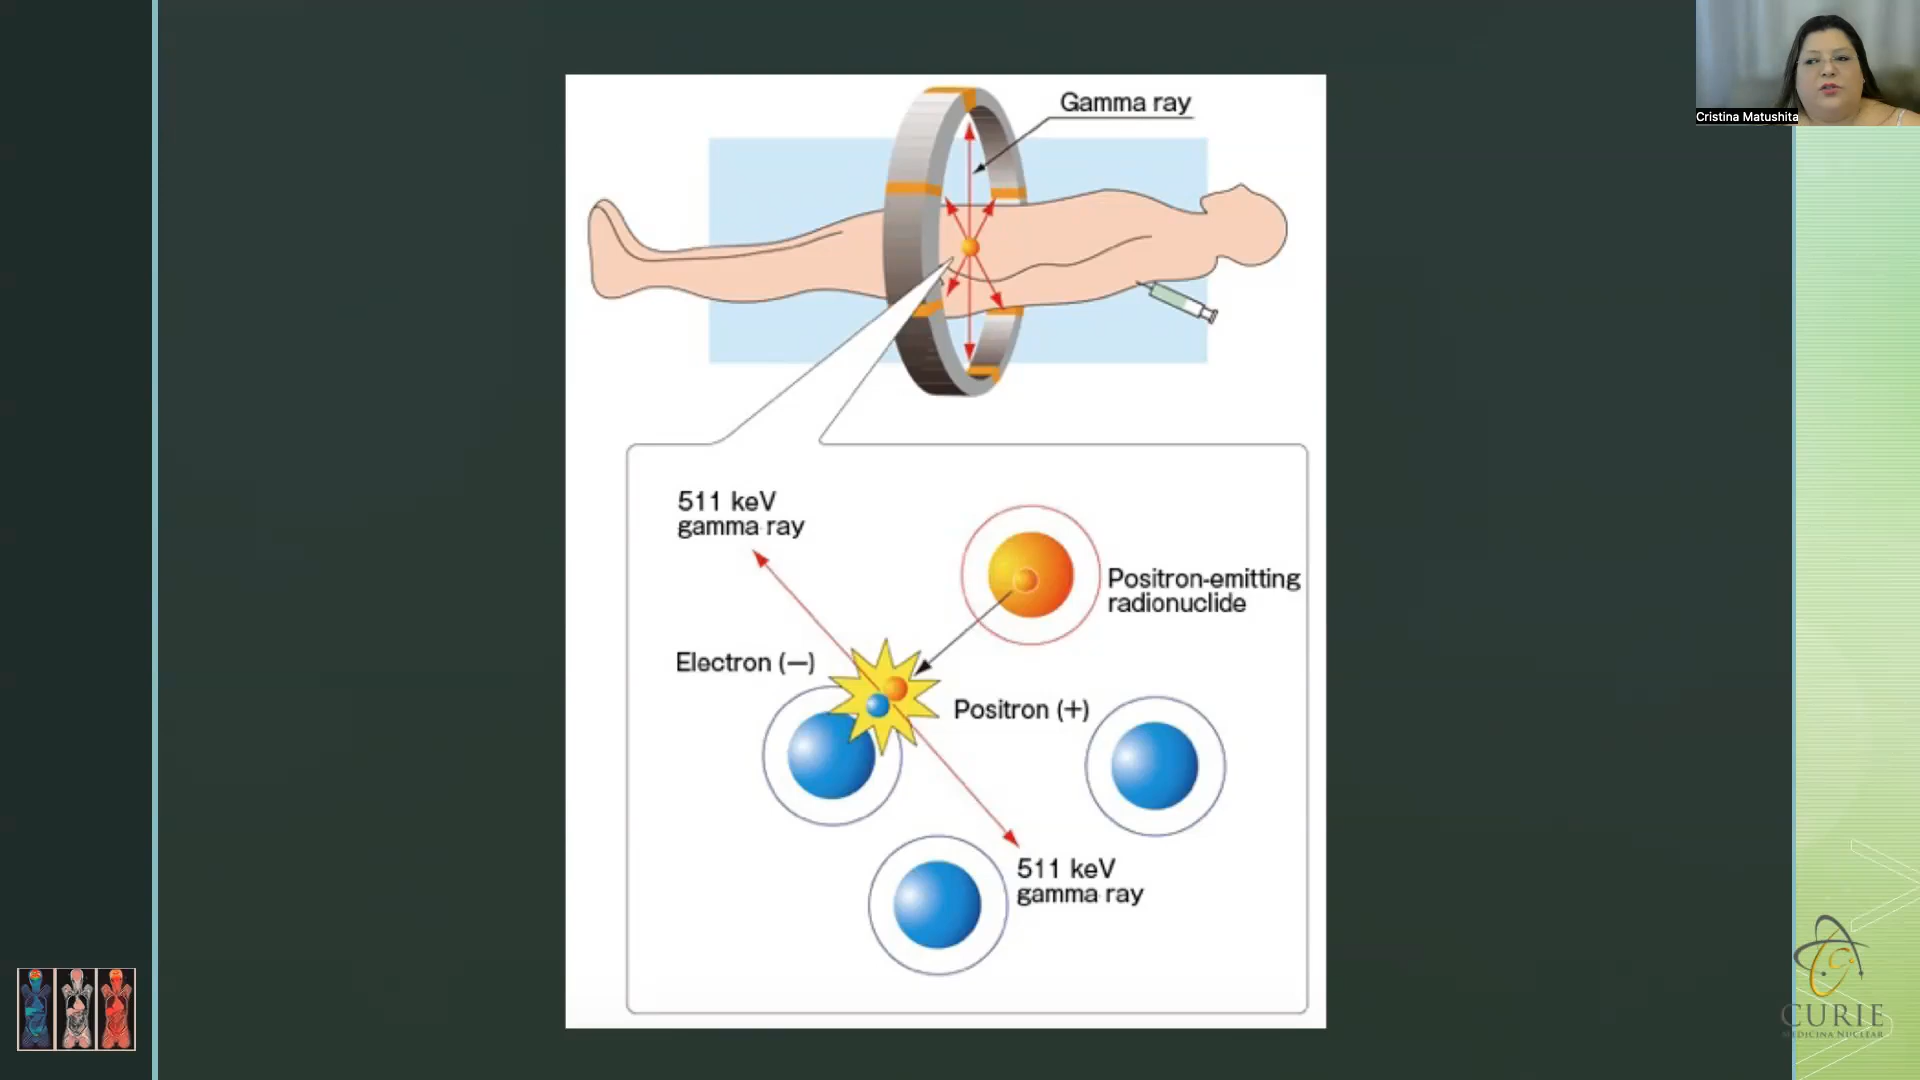 Gamma ray
Cristina Matushita
511 keV
gamma ray
Positron-emitting
radionuclide
Electron (−)
Positron (+)
511 keV
gamma ray
CURIE
MEDICINA NUCLEAR